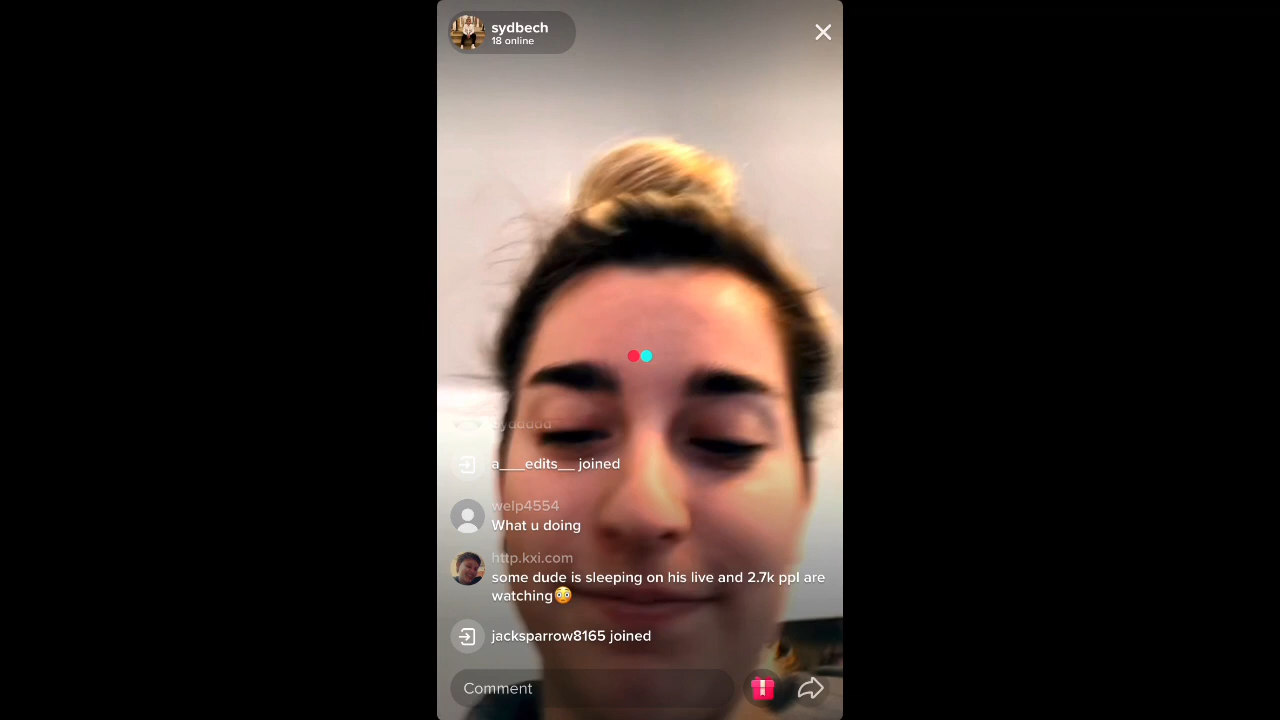 sydbech
18 online
a___edits__ joined
welp4554
What u doing
http.kxi.com
some dude is sleeping on his live and 2.7k ppl are
watching😳
jacksparrow8165 joined
Comment